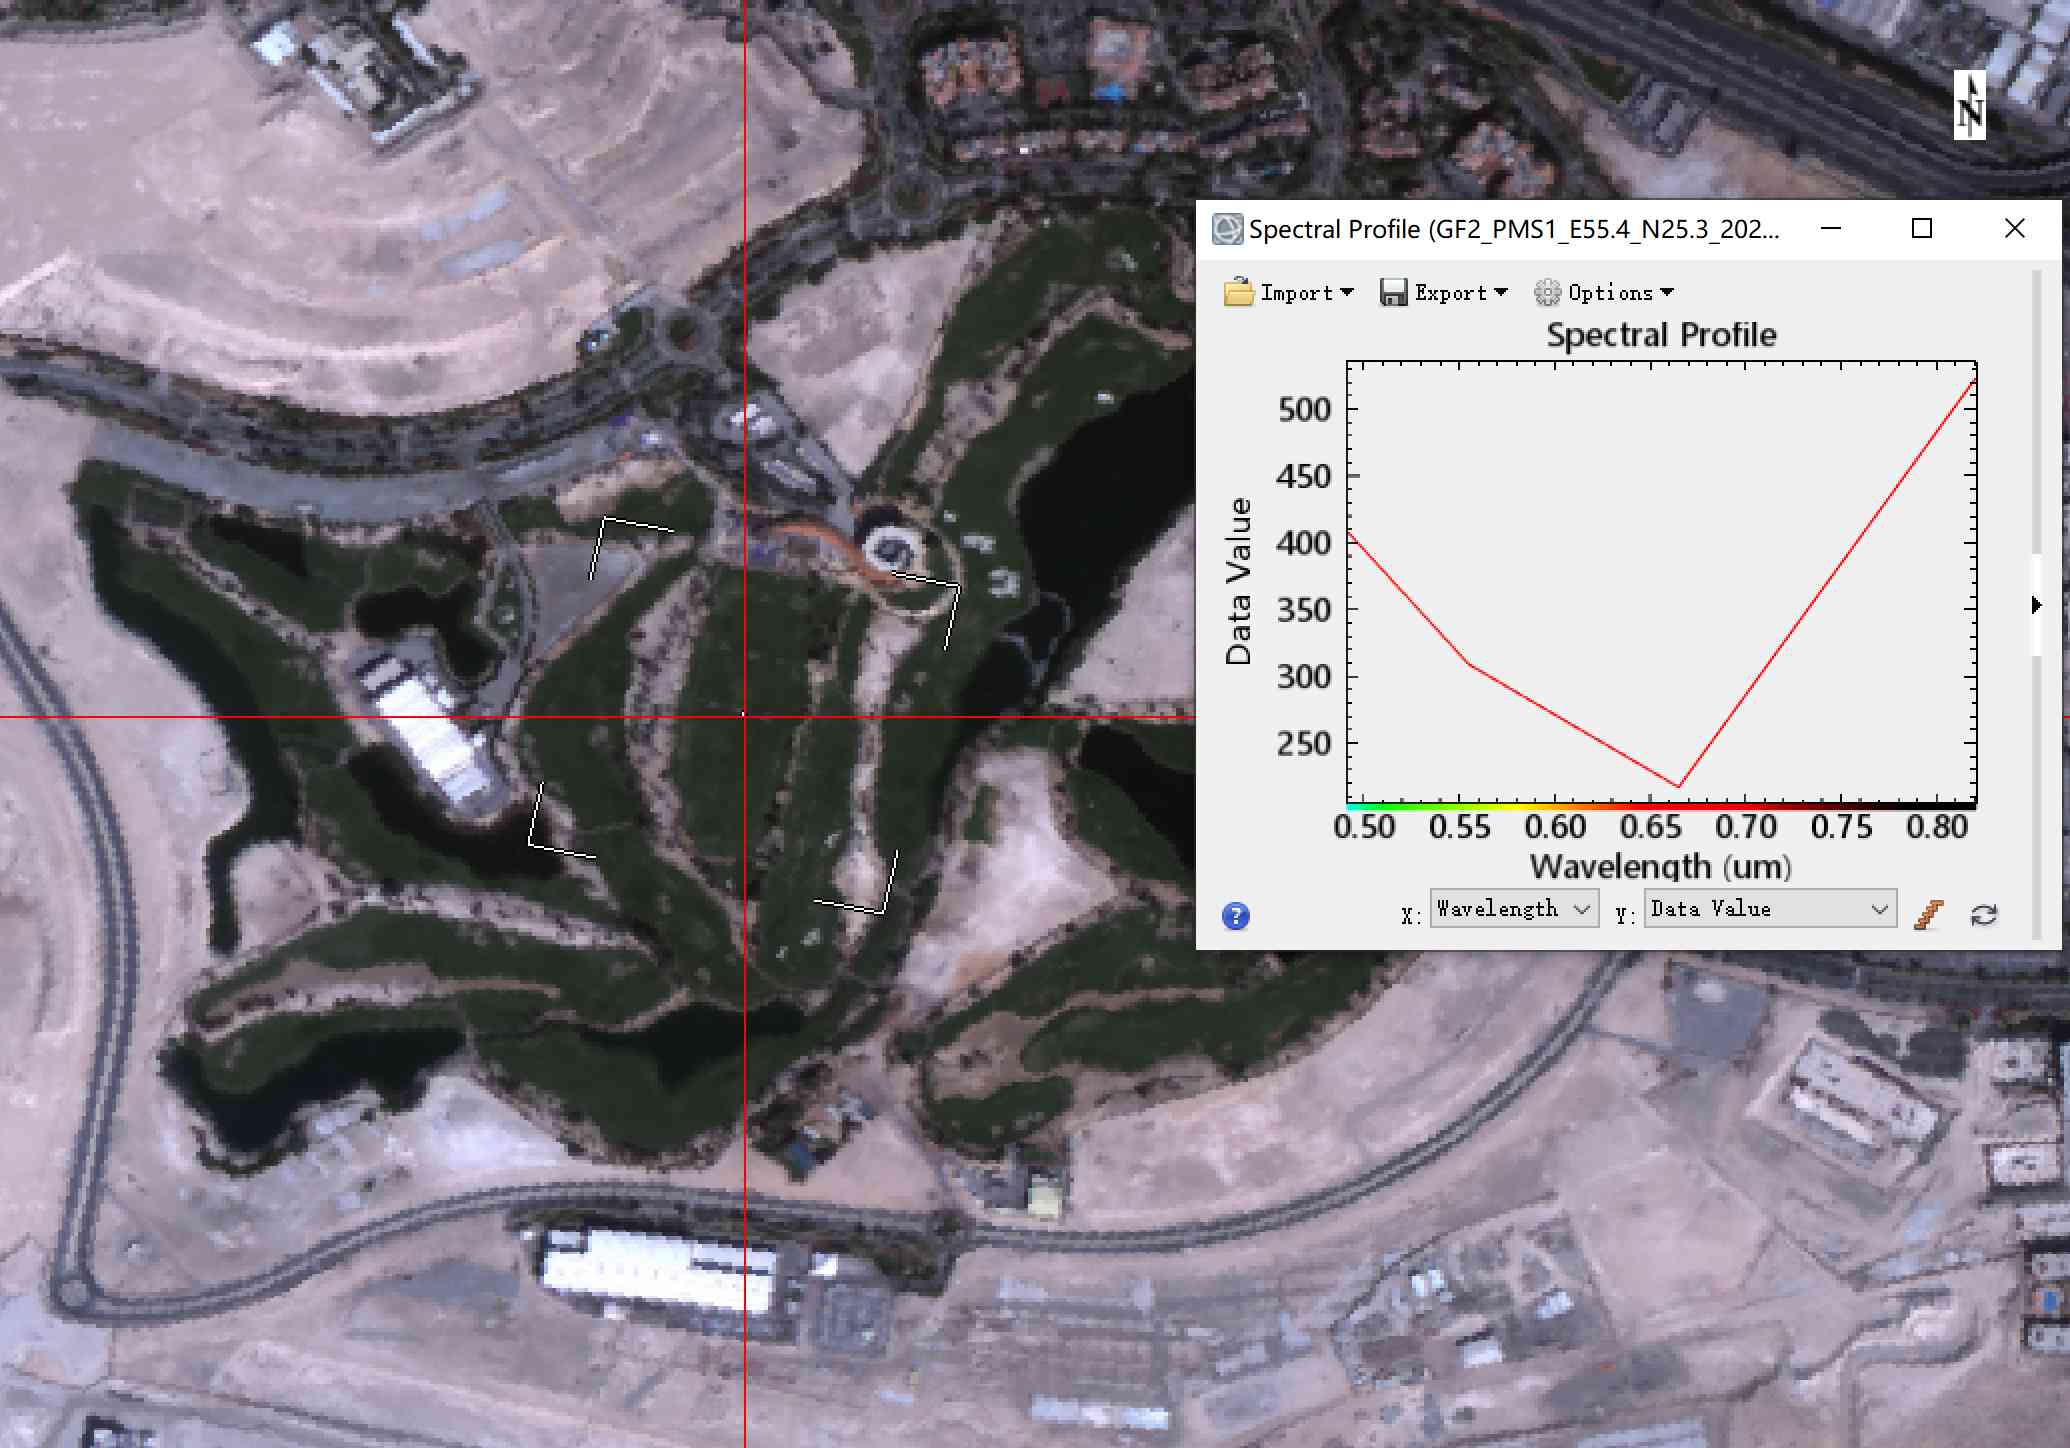 N
Spectral Profile (GF2_PMS1_E55.4_N25.3_202...
Import Export Options
Spectral Profile
500
450
400
350
300
250
Data Value
0.50 0.55 0.60 0.65 0.70 0.75 0.80
Wavelength (um)
? X: Wavelength Y: Data Value